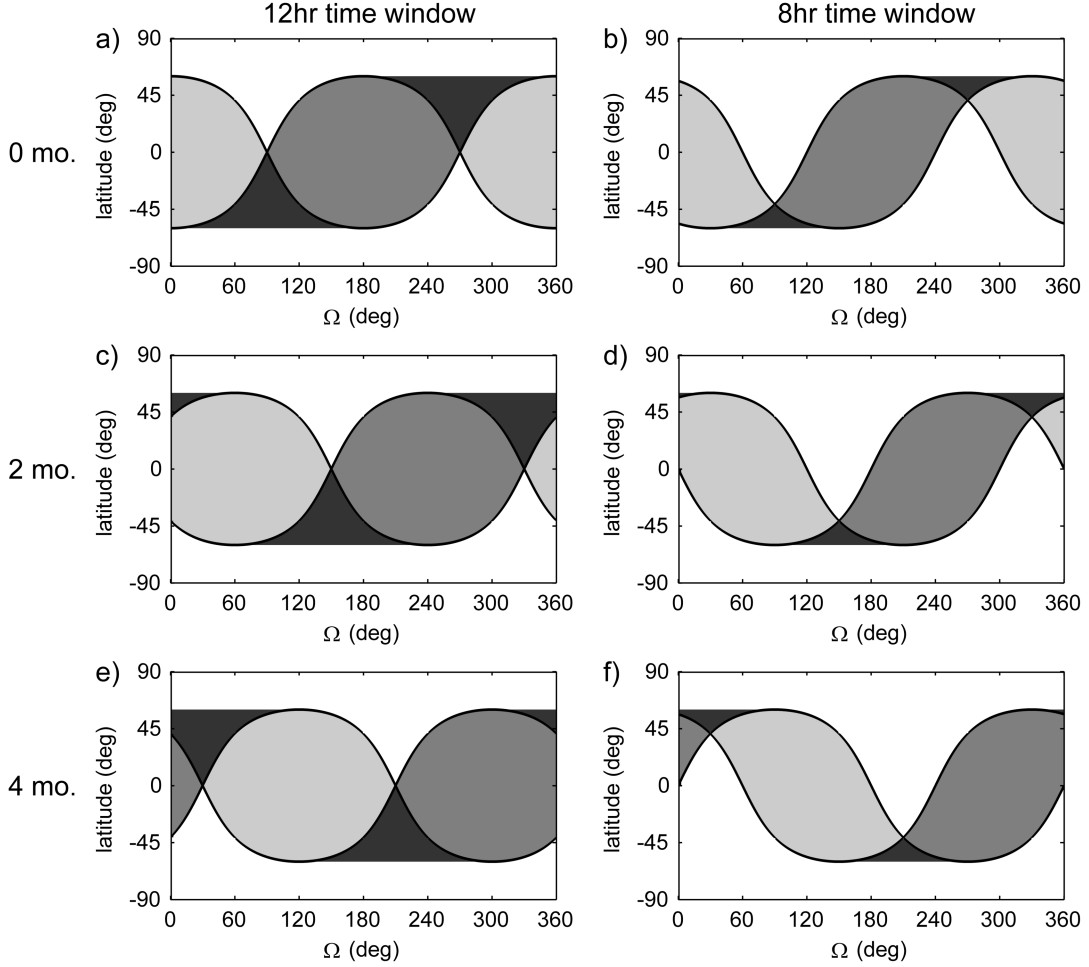 12hr time window 8hr time window
a) b)
0 mo.
90
45
0
-45
-90
latitude (deg)
0 60 120 180 240 300 360
Ω (deg)
90
45
0
-45
-90
latitude (deg)
0 60 120 180 240 300 360
Ω (deg)
c) d)
2 mo.
90
45
0
-45
-90
latitude (deg)
0 60 120 180 240 300 360
Ω (deg)
90
45
0
-45
-90
latitude (deg)
0 60 120 180 240 300 360
Ω (deg)
e) f)
4 mo.
90
45
0
-45
-90
latitude (deg)
0 60 120 180 240 300 360
Ω (deg)
90
45
0
-45
-90
latitude (deg)
0 60 120 180 240 300 360
Ω (deg)